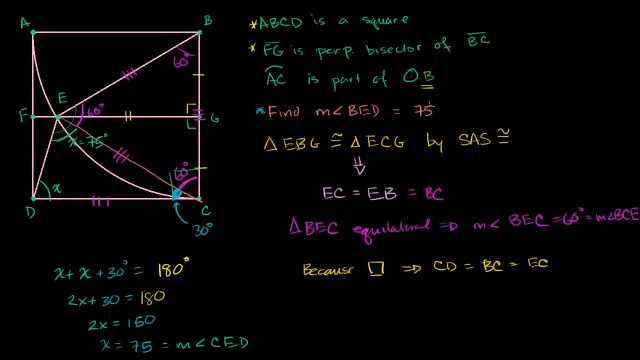 A
B
60°
E
F
60°
G
x=75°
60°
x
D
C
30°
* ABCD is a square
* FG is perp. bisector of BC
AC is part of ⊙B
* Find m∠BED = 75°
ΔEBG ≅ ΔECG by SAS ≅
⇓
EC = EB = BC
ΔBEC equilateral ⇒ m∠BEC=60°=m∠BCE
Because □ ⇒ CD = BC = EC
x + x + 30° = 180°
2x + 30 = 180
2x = 150
x = 75 = m∠CED